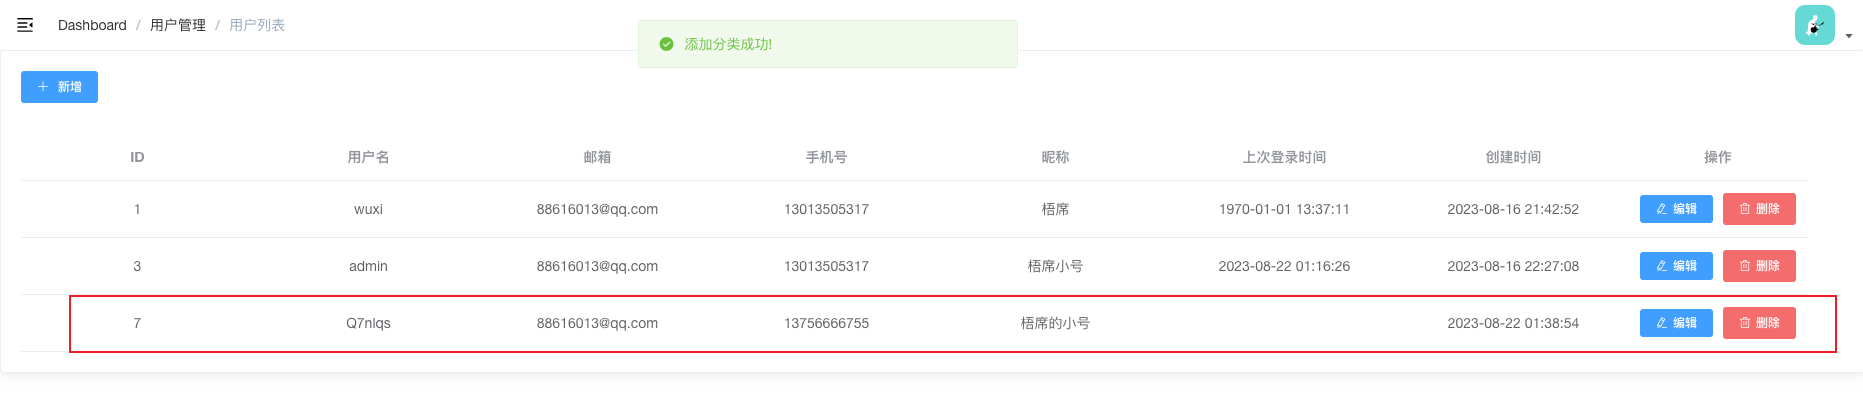 Dashboard / 用户管理 / 用户列表
添加分类成功!
新增
ID 用户名 邮箱 手机号 昵称 上次登录时间 创建时间 操作
1 wuxi 88616013@qq.com 13013505317 梧席 1970-01-01 13:37:11 2023-08-16 21:42:52 编辑 删除
3 admin 88616013@qq.com 13013505317 梧席小号 2023-08-22 01:16:26 2023-08-16 22:27:08 编辑 删除
7 Q7nlqs 88616013@qq.com 13756666755 梧席的小号 2023-08-22 01:38:54 编辑 删除